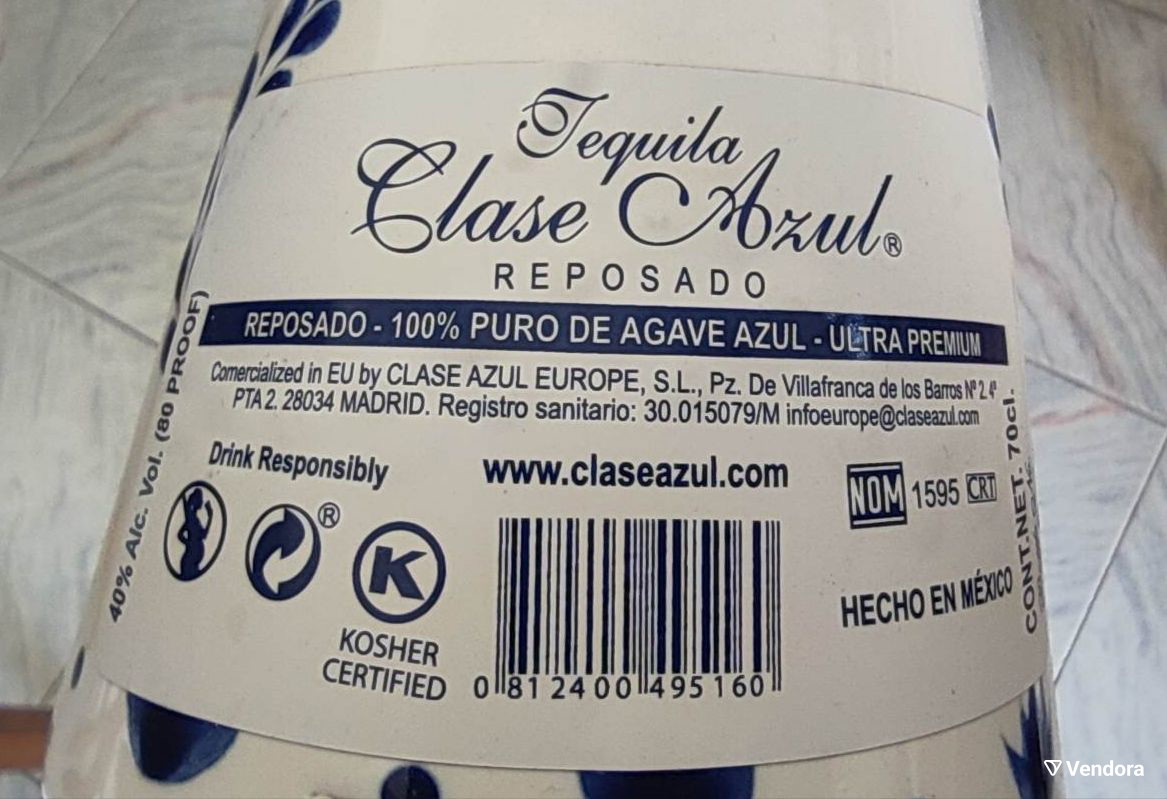 Tequila
Clase Azul®
REPOSADO
REPOSADO - 100% PURO DE AGAVE AZUL - ULTRA PREMIUM
Comercialized in EU by CLASE AZUL EUROPE, S.L., Pz. De Villafranca de los Barros Nº 2. 4ª
PTA 2. 28034 MADRID. Registro sanitario: 30.015079/M infoeurope@claseazul.com
40% Alc. Vol. (80 PROOF)
Drink Responsibly
www.claseazul.com
NOM 1595 CRT
CONT.NET. 70cl.
®
K
KOSHER
CERTIFIED
HECHO EN MÉXICO
0 812400 495160
Vendora